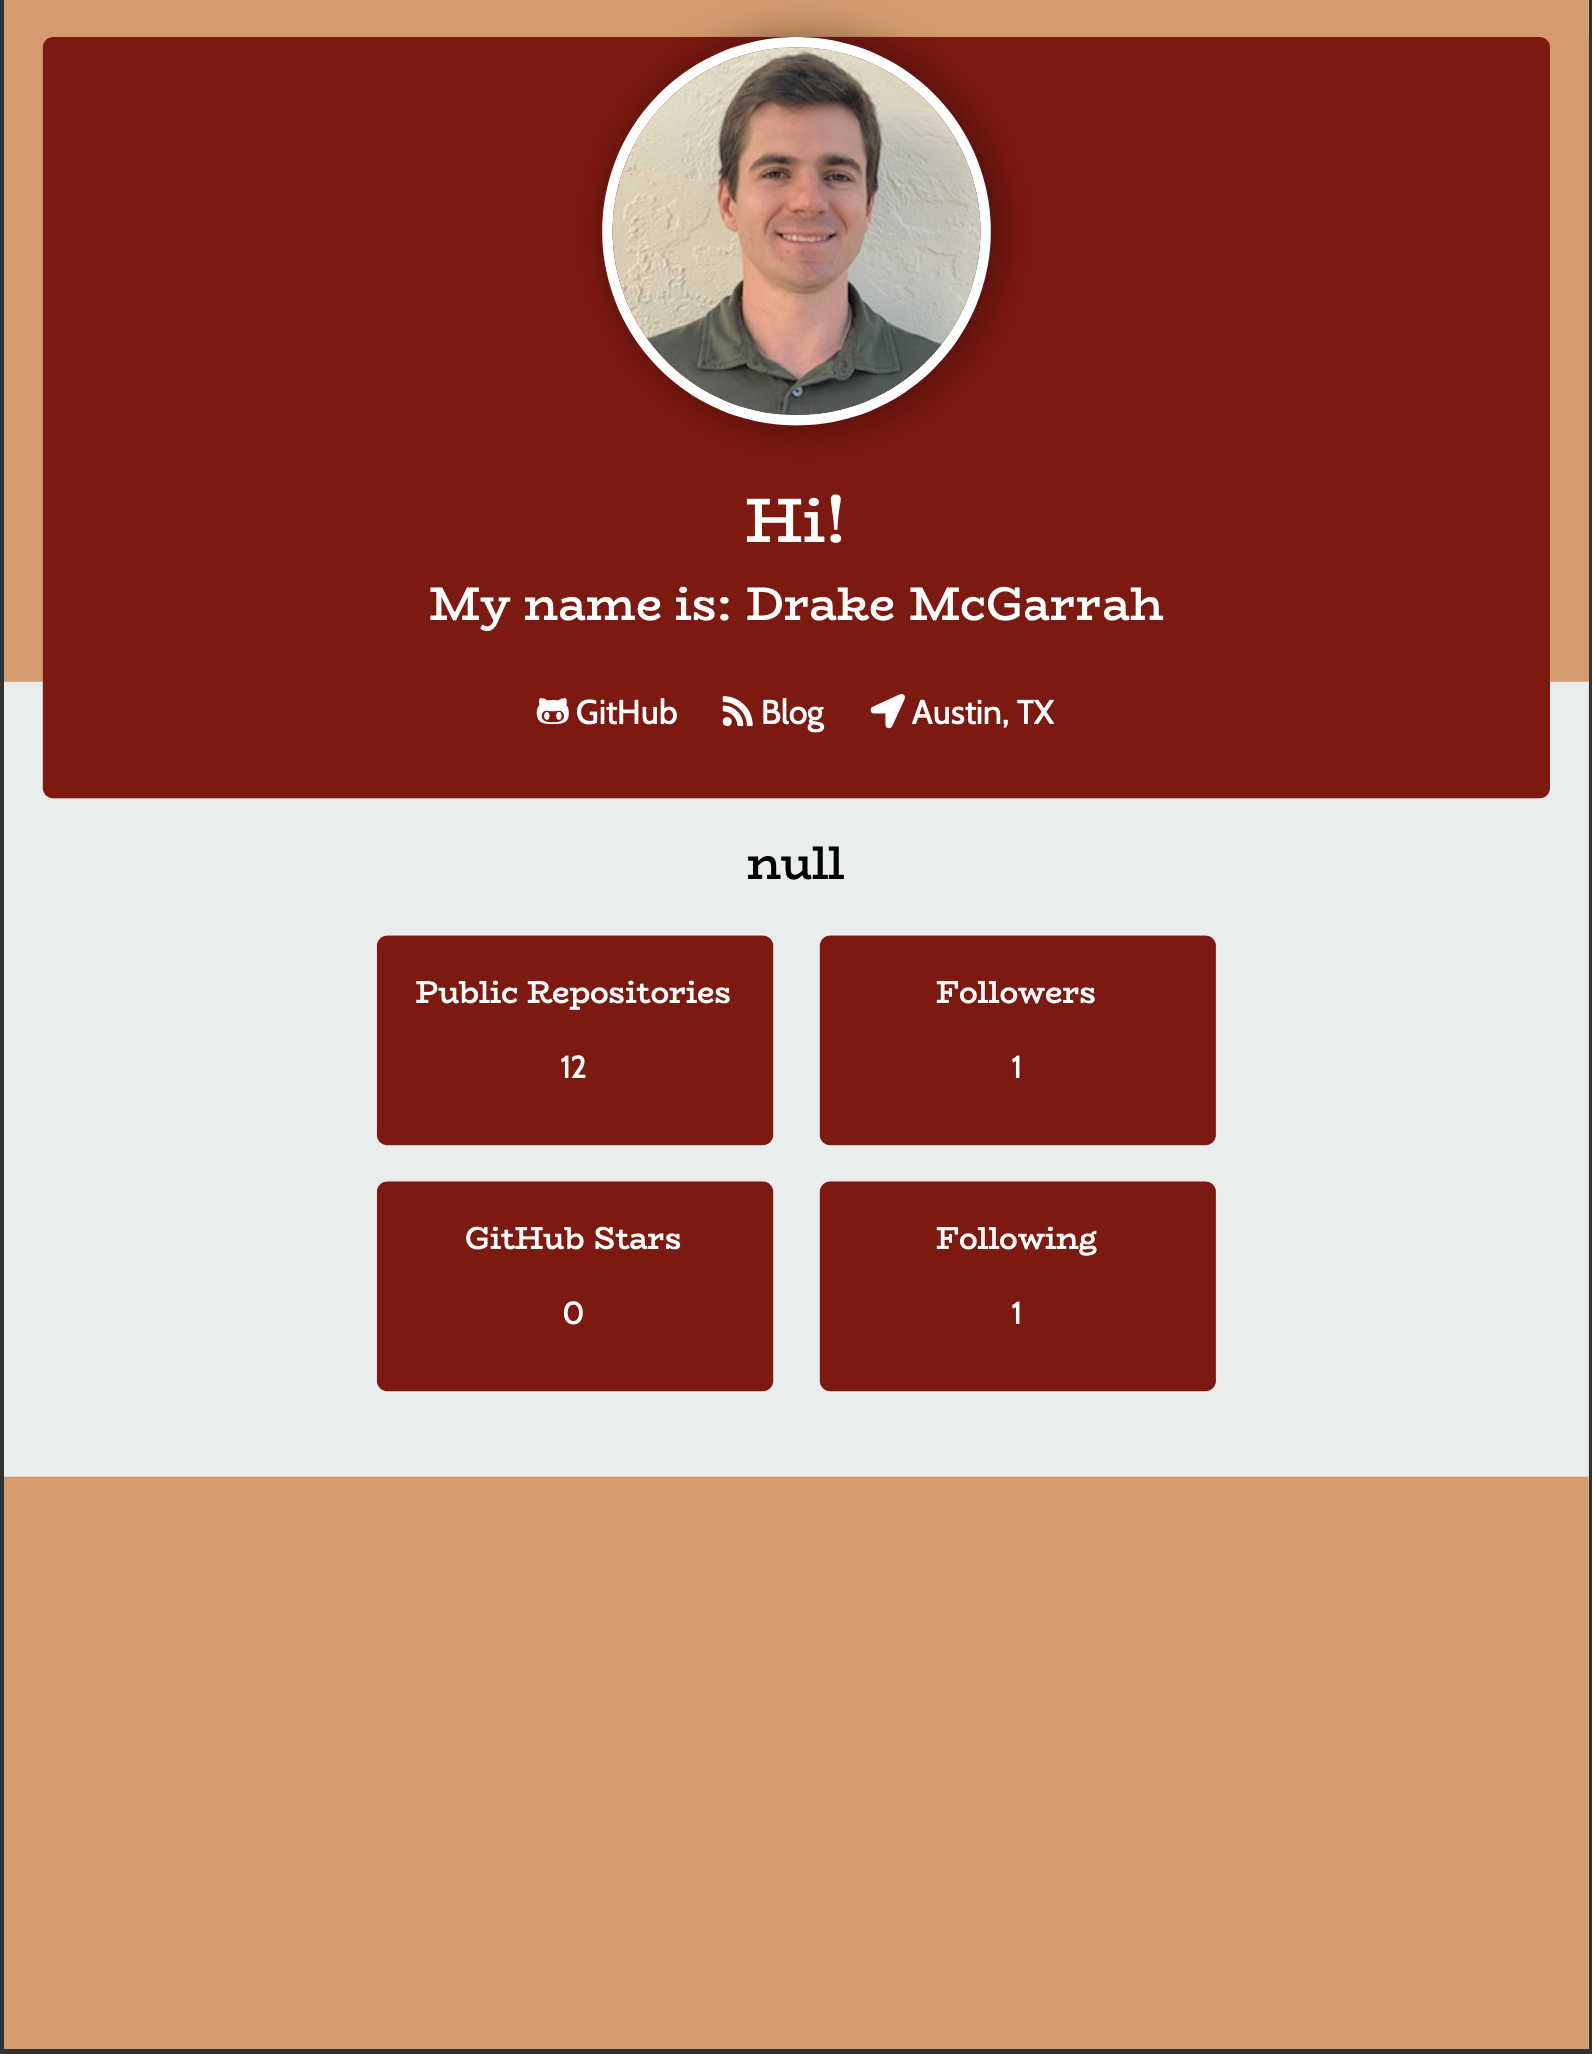 Hi!
My name is: Drake McGarrah
GitHub Blog Austin, TX
null
Public Repositories Followers
12 1
GitHub Stars Following
0 1